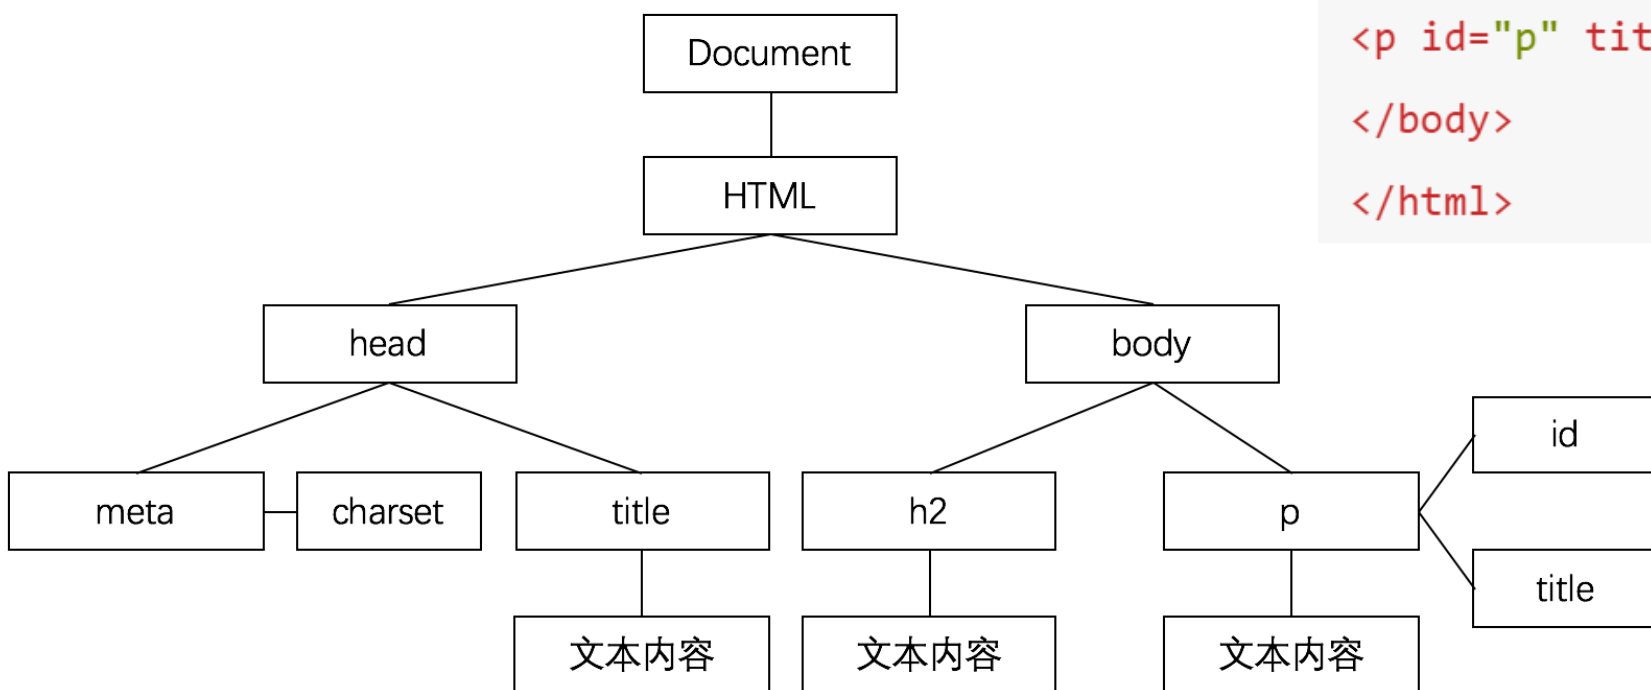 Document
<p id="p" tit
</body>
HTML
</html>
head
body
id
meta
charset
title
h2
p
title
文本内容
文本内容
文本内容